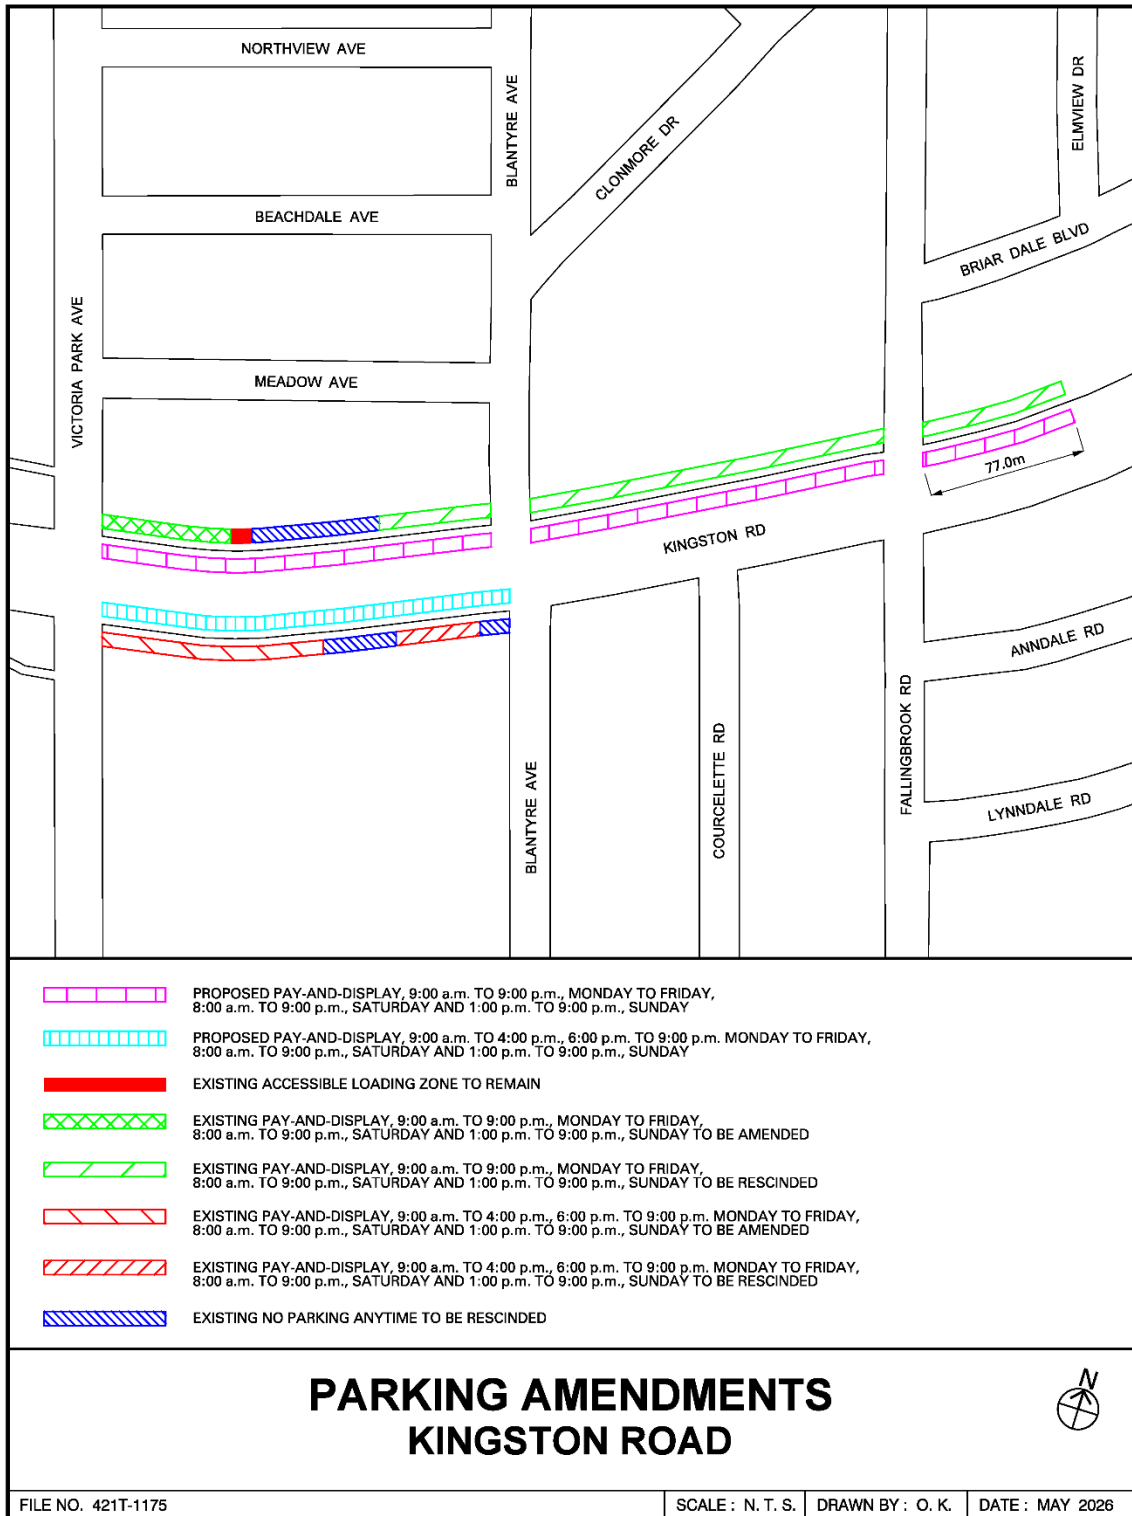 NORTHVIEW AVE
BLANTYRE AVE
CLONMORE DR
ELMVIEW DR
BEACHDALE AVE
BRIAR DALE BLVD
VICTORIA PARK AVE
MEADOW AVE
77.0m
KINGSTON RD
ANNDALE RD
FALLINGBROOK RD
COURCELETTE RD
BLANTYRE AVE
LYNNDALE RD
PROPOSED PAY-AND-DISPLAY, 9:00 a.m. TO 9:00 p.m., MONDAY TO FRIDAY,
8:00 a.m. TO 9:00 p.m., SATURDAY AND 1:00 p.m. TO 9:00 p.m., SUNDAY
PROPOSED PAY-AND-DISPLAY, 9:00 a.m. TO 4:00 p.m., 6:00 p.m. TO 9:00 p.m. MONDAY TO FRIDAY,
8:00 a.m. TO 9:00 p.m., SATURDAY AND 1:00 p.m. TO 9:00 p.m., SUNDAY
EXISTING ACCESSIBLE LOADING ZONE TO REMAIN
EXISTING PAY-AND-DISPLAY, 9:00 a.m. TO 9:00 p.m., MONDAY TO FRIDAY,
8:00 a.m. TO 9:00 p.m., SATURDAY AND 1:00 p.m. TO 9:00 p.m., SUNDAY TO BE AMENDED
EXISTING PAY-AND-DISPLAY, 9:00 a.m. TO 9:00 p.m., MONDAY TO FRIDAY,
8:00 a.m. TO 9:00 p.m., SATURDAY AND 1:00 p.m. TO 9:00 p.m., SUNDAY TO BE RESCINDED
EXISTING PAY-AND-DISPLAY, 9:00 a.m. TO 4:00 p.m., 6:00 p.m. TO 9:00 p.m. MONDAY TO FRIDAY,
8:00 a.m. TO 9:00 p.m., SATURDAY AND 1:00 p.m. TO 9:00 p.m., SUNDAY TO BE AMENDED
EXISTING PAY-AND-DISPLAY, 9:00 a.m. TO 4:00 p.m., 6:00 p.m. TO 9:00 p.m. MONDAY TO FRIDAY,
8:00 a.m. TO 9:00 p.m., SATURDAY AND 1:00 p.m. TO 9:00 p.m., SUNDAY TO BE RESCINDED
EXISTING NO PARKING ANYTIME TO BE RESCINDED
PARKING AMENDMENTS
KINGSTON ROAD
N
FILE NO. 421T-1175
SCALE : N. T. S.
DRAWN BY : O. K.
DATE : MAY 2026